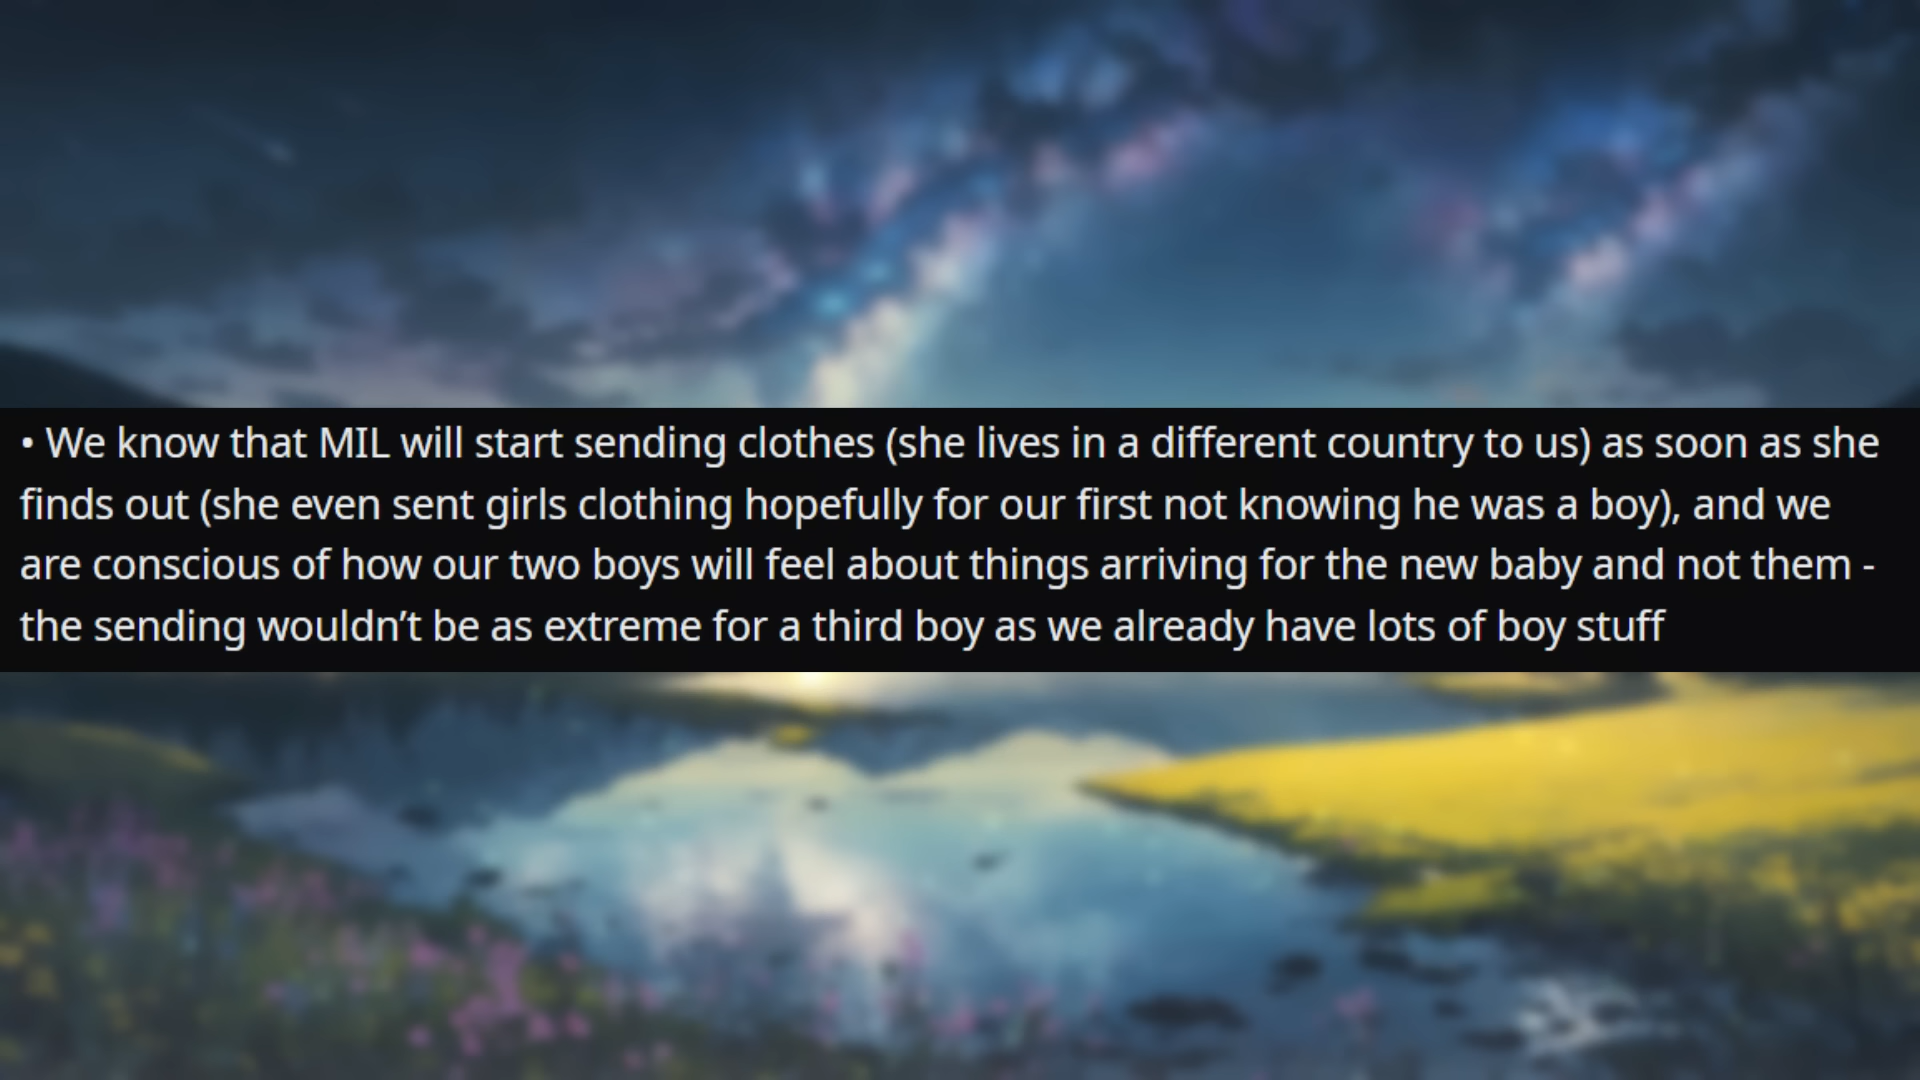 • We know that MIL will start sending clothes (she lives in a different country to us) as soon as she
finds out (she even sent girls clothing hopefully for our first not knowing he was a boy), and we
are conscious of how our two boys will feel about things arriving for the new baby and not them -
the sending wouldn’t be as extreme for a third boy as we already have lots of boy stuff